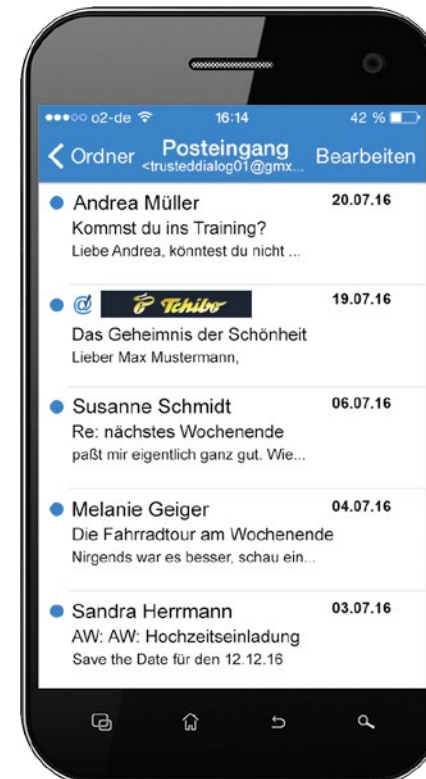 o2-de 16:14 42 %
Ordner Posteingang Bearbeiten
<trusteddialog01@gmx...
Andrea Müller 20.07.16
Kommst du ins Training?
Liebe Andrea, könntest du nicht ...
@ Tchibo 19.07.16
Das Geheimnis der Schönheit
Lieber Max Mustermann,
Susanne Schmidt 06.07.16
Re: nächstes Wochenende
paßt mir eigentlich ganz gut. Wie...
Melanie Geiger 04.07.16
Die Fahrradtour am Wochenende
Nirgends war es besser, schau ein...
Sandra Herrmann 03.07.16
AW: AW: Hochzeitseinladung
Save the Date für den 12.12.16